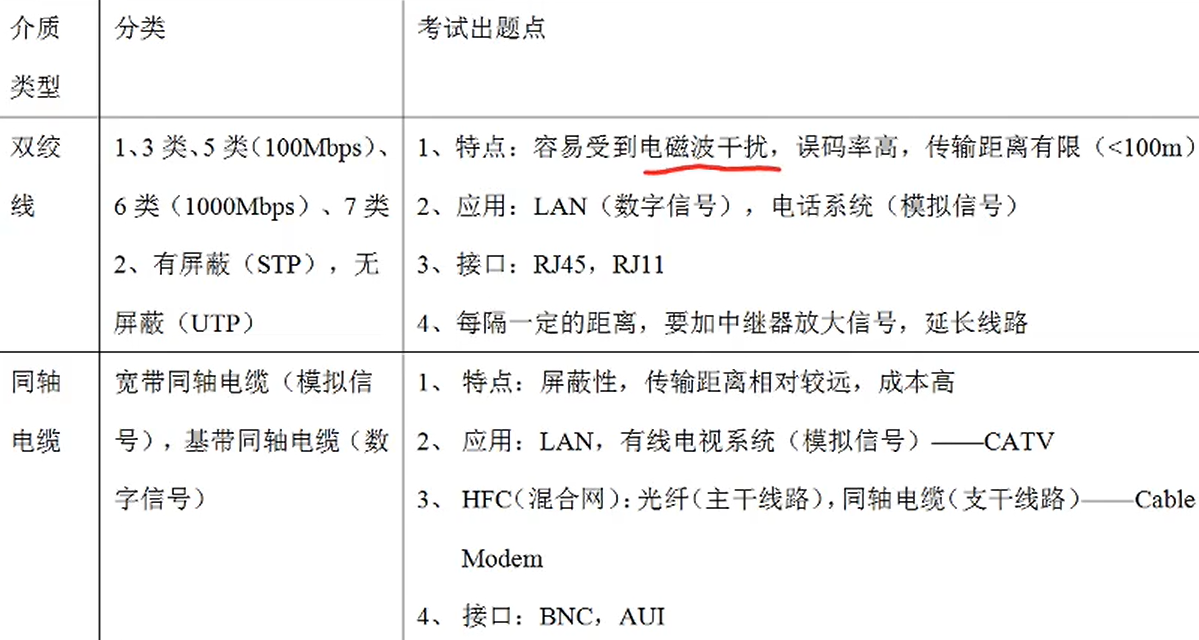 介质
类型
分类
考试出题点
双绞
线
1、3 类、5 类（100Mbps）、
6 类（1000Mbps）、7 类
2、有屏蔽（STP），无
屏蔽（UTP）
1、特点：容易受到电磁波干扰，误码率高，传输距离有限（<100m）
2、应用：LAN（数字信号），电话系统（模拟信号）
3、接口：RJ45，RJ11
4、每隔一定的距离，要加中继器放大信号，延长线路
同轴
电缆
宽带同轴电缆（模拟信
号），基带同轴电缆（数
字信号）
1、 特点：屏蔽性，传输距离相对较远，成本高
2、 应用：LAN，有线电视系统（模拟信号）——CATV
3、 HFC（混合网）：光纤（主干线路），同轴电缆（支干线路）——Cable
Modem
4、 接口：BNC，AUI